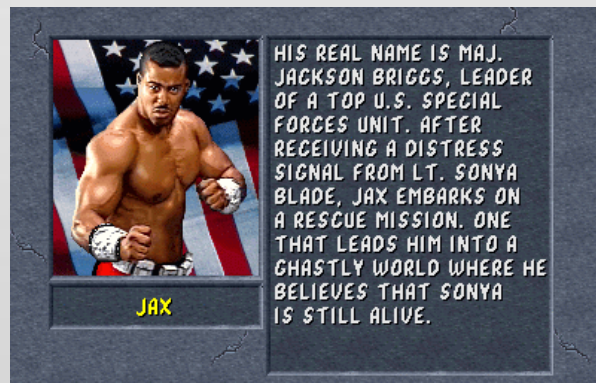 HIS REAL NAME IS MAJ.
JACKSON BRIGGS, LEADER
OF A TOP U.S. SPECIAL
FORCES UNIT. AFTER
RECEIVING A DISTRESS
SIGNAL FROM LT. SONYA
BLADE, JAX EMBARKS ON
A RESCUE MISSION. ONE
THAT LEADS HIM INTO A
GHASTLY WORLD WHERE HE
BELIEVES THAT SONYA
IS STILL ALIVE.
JAX